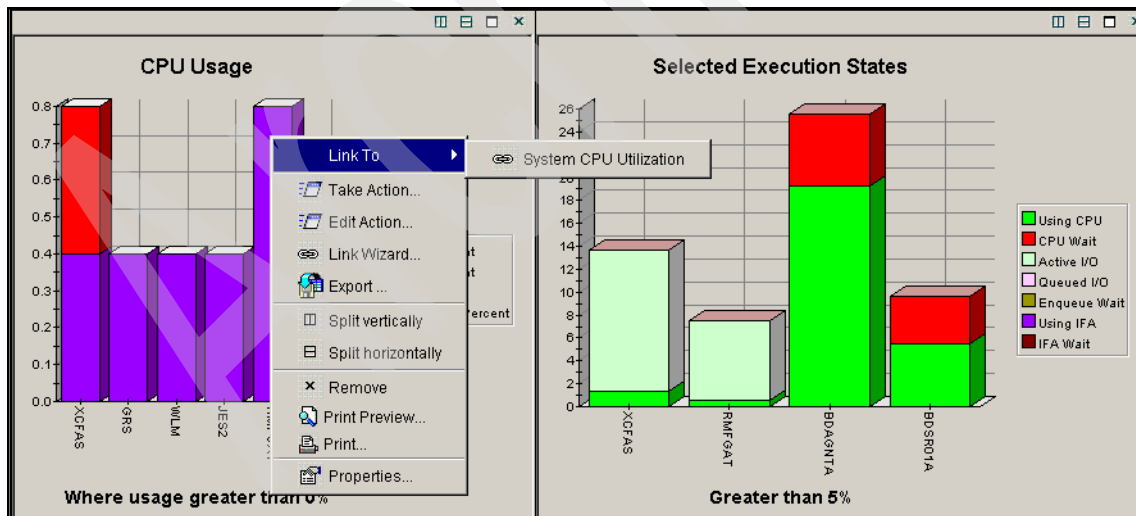 CPU Usage
0.8
0.7
0.6
0.5
0.4
0.3
0.2
0.1
0.0
XCFAS
GRS
WLM
JES2
Where usage greater than 0%
Link To
System CPU Utilization
Take Action...
Edit Action...
Link Wizard...
Export ...
Split vertically
Split horizontally
Remove
Print Preview...
Print...
Properties...
Percent
Selected Execution States
26
24
20
18
16
14
12
10
8
6
4
2
0
XCFAS
RMFGAT
BDAGNTA
BDSR01A
Greater than 5%
Using CPU
CPU Wait
Active I/O
Queued I/O
Enqueue Wait
Using IFA
IFA Wait